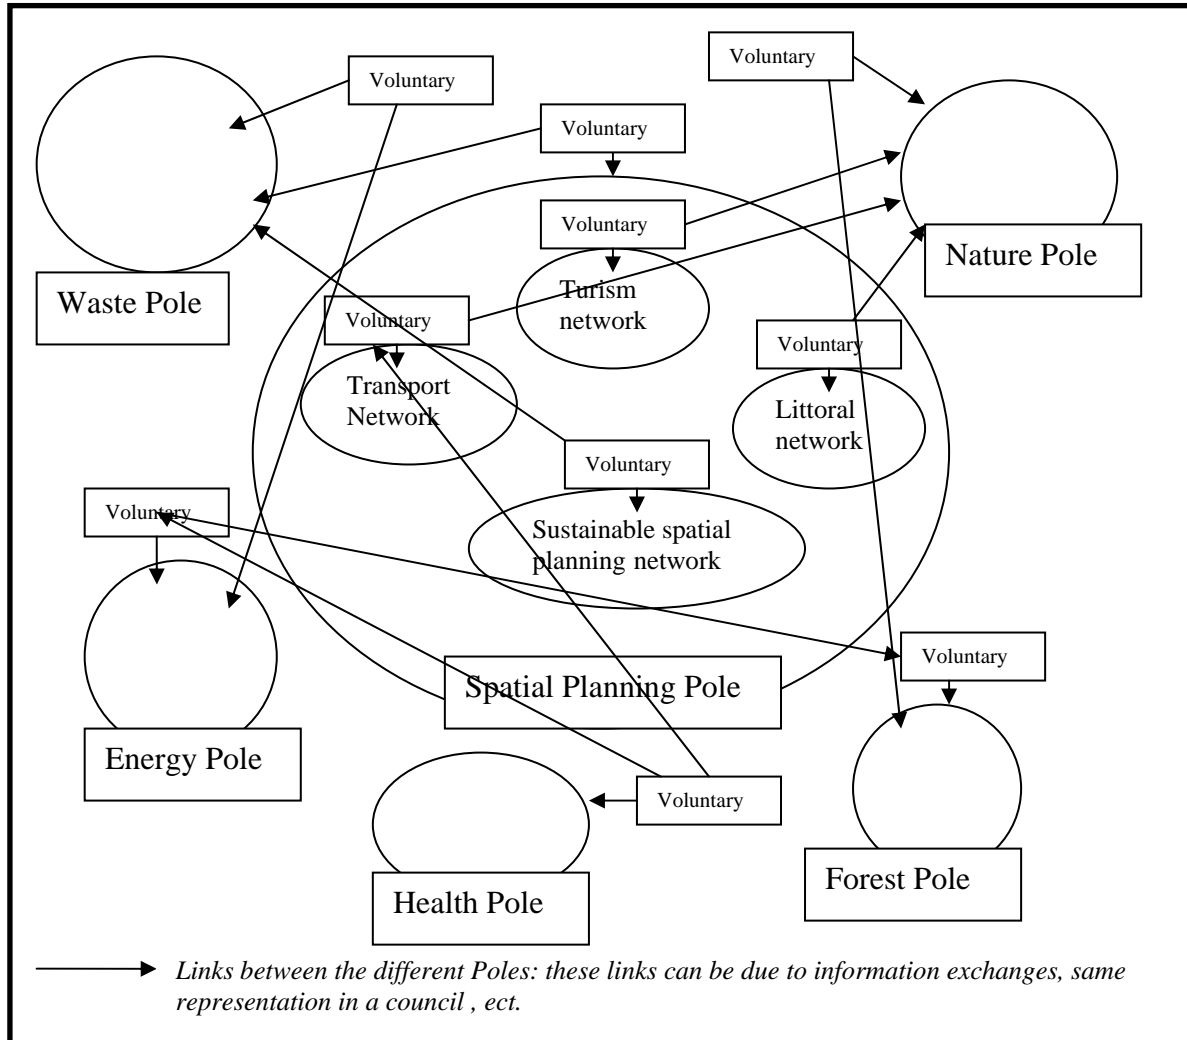 Voluntary
Voluntary
Voluntary
Voluntary
Nature Pole
Waste Pole
Turism
network
Voluntary
Voluntary
Transport
Network
Littoral
network
Voluntary
Voluntary
Sustainable spatial
planning network
Voluntary
Spatial Planning Pole
Energy Pole
Voluntary
Forest Pole
Health Pole
Links between the different Poles: these links can be due to information exchanges, same
representation in a council , ect.